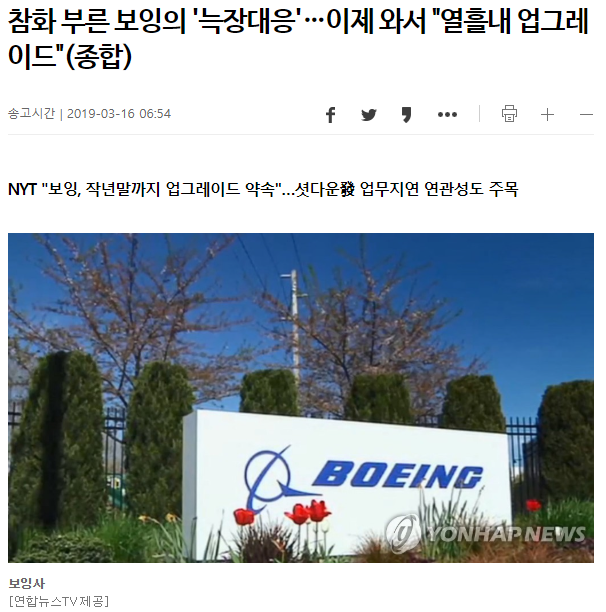 참화 부른 보잉의 '늑장대응'…이제 와서 "열흘내 업그레
이드"(종합)
송고시간 | 2019-03-16 06:54
NYT "보잉, 작년말까지 업그레이드 약속"…셧다운發 업무지연 연관성도 주목
BOEING
YONHAP NEWS
보잉사
[연합뉴스TV 제공]